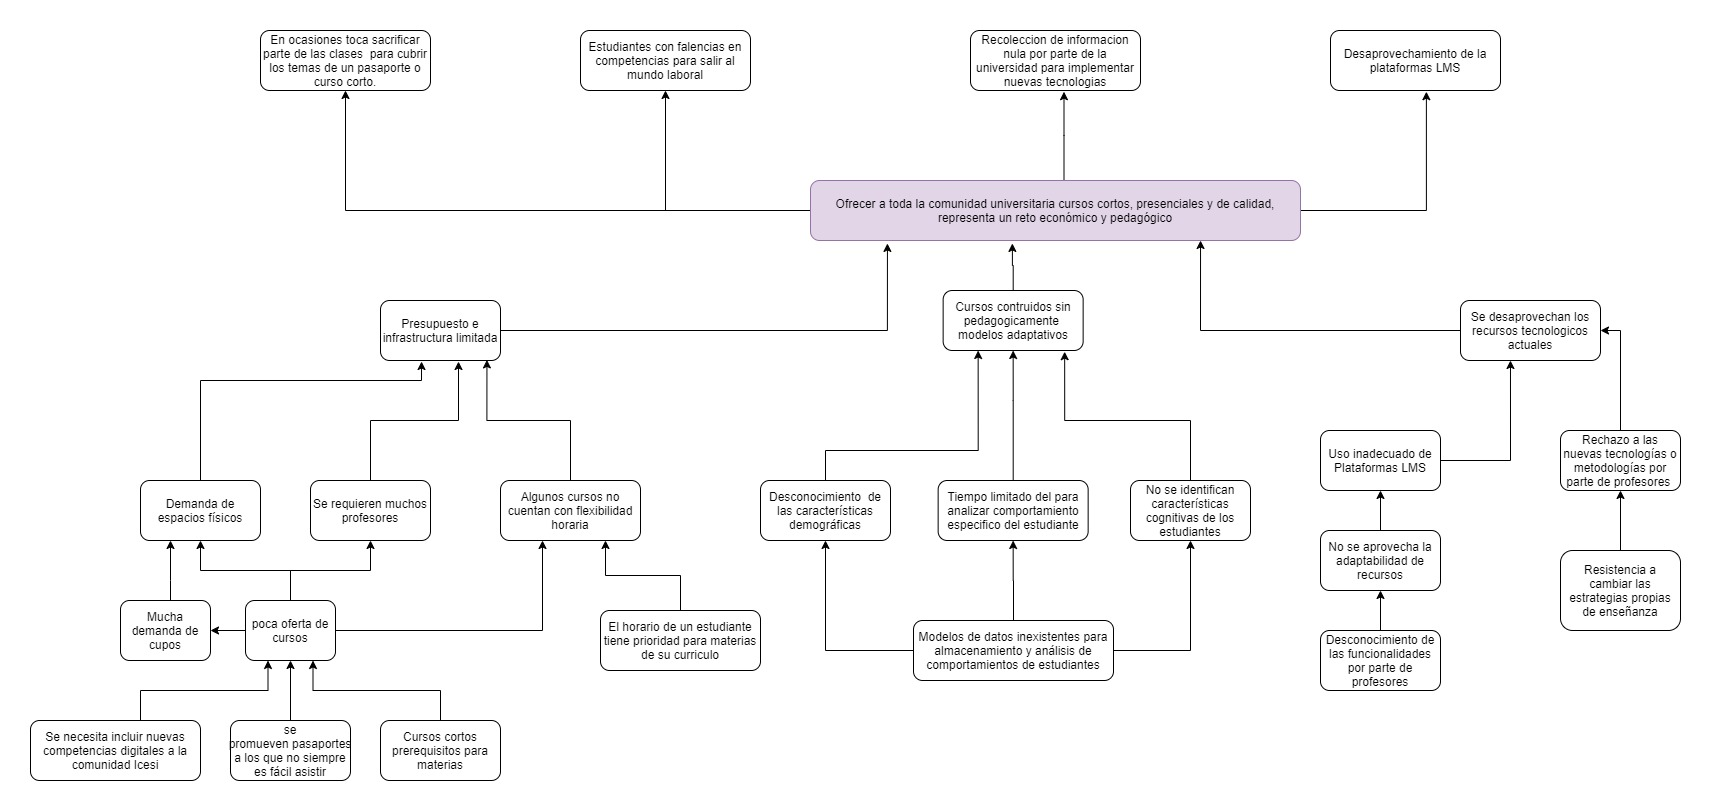 En ocasiones toca sacrificar
parte de las clases  para cubrir
los temas de un pasaporte o
curso corto.
Estudiantes con falencias en
competencias para salir al
mundo laboral
Recoleccion de informacion
nula por parte de la
universidad para implementar
nuevas tecnologias
Desaprovechamiento de la
plataformas LMS
Ofrecer a toda la comunidad universitaria cursos cortos, presenciales y de calidad,
representa un reto económico y pedagógico
Presupuesto e
infrastructura limitada
Cursos contruidos sin
pedagogicamente
modelos adaptativos
Se desaprovechan los
recursos tecnologicos
actuales
Demanda de
espacios físicos
Se requieren muchos
profesores
Algunos cursos no
cuentan con flexibilidad
horaria
Desconocimiento  de
las características
demográficas
Tiempo limitado del para
analizar comportamiento
especifico del estudiante
No se identifican
características
cognitivas de los
estudiantes
Uso inadecuado de
Plataformas LMS
Rechazo a las
nuevas tecnologías o
metodologías por
parte de profesores
No se aprovecha la
adaptabilidad de
recursos
Resistencia a
cambiar las
estrategias propias
de enseñanza
Mucha
demanda de
cupos
poca oferta de
cursos
El horario de un estudiante
tiene prioridad para materias
de su curriculo
Modelos de datos inexistentes para
almacenamiento y análisis de
comportamientos de estudiantes
Desconocimiento de
las funcionalidades
por parte de
profesores
Se necesita incluir nuevas
competencias digitales a la
comunidad Icesi
se
promueven pasaportes
a los que no siempre
es fácil asistir
Cursos cortos
prerequisitos para
materias